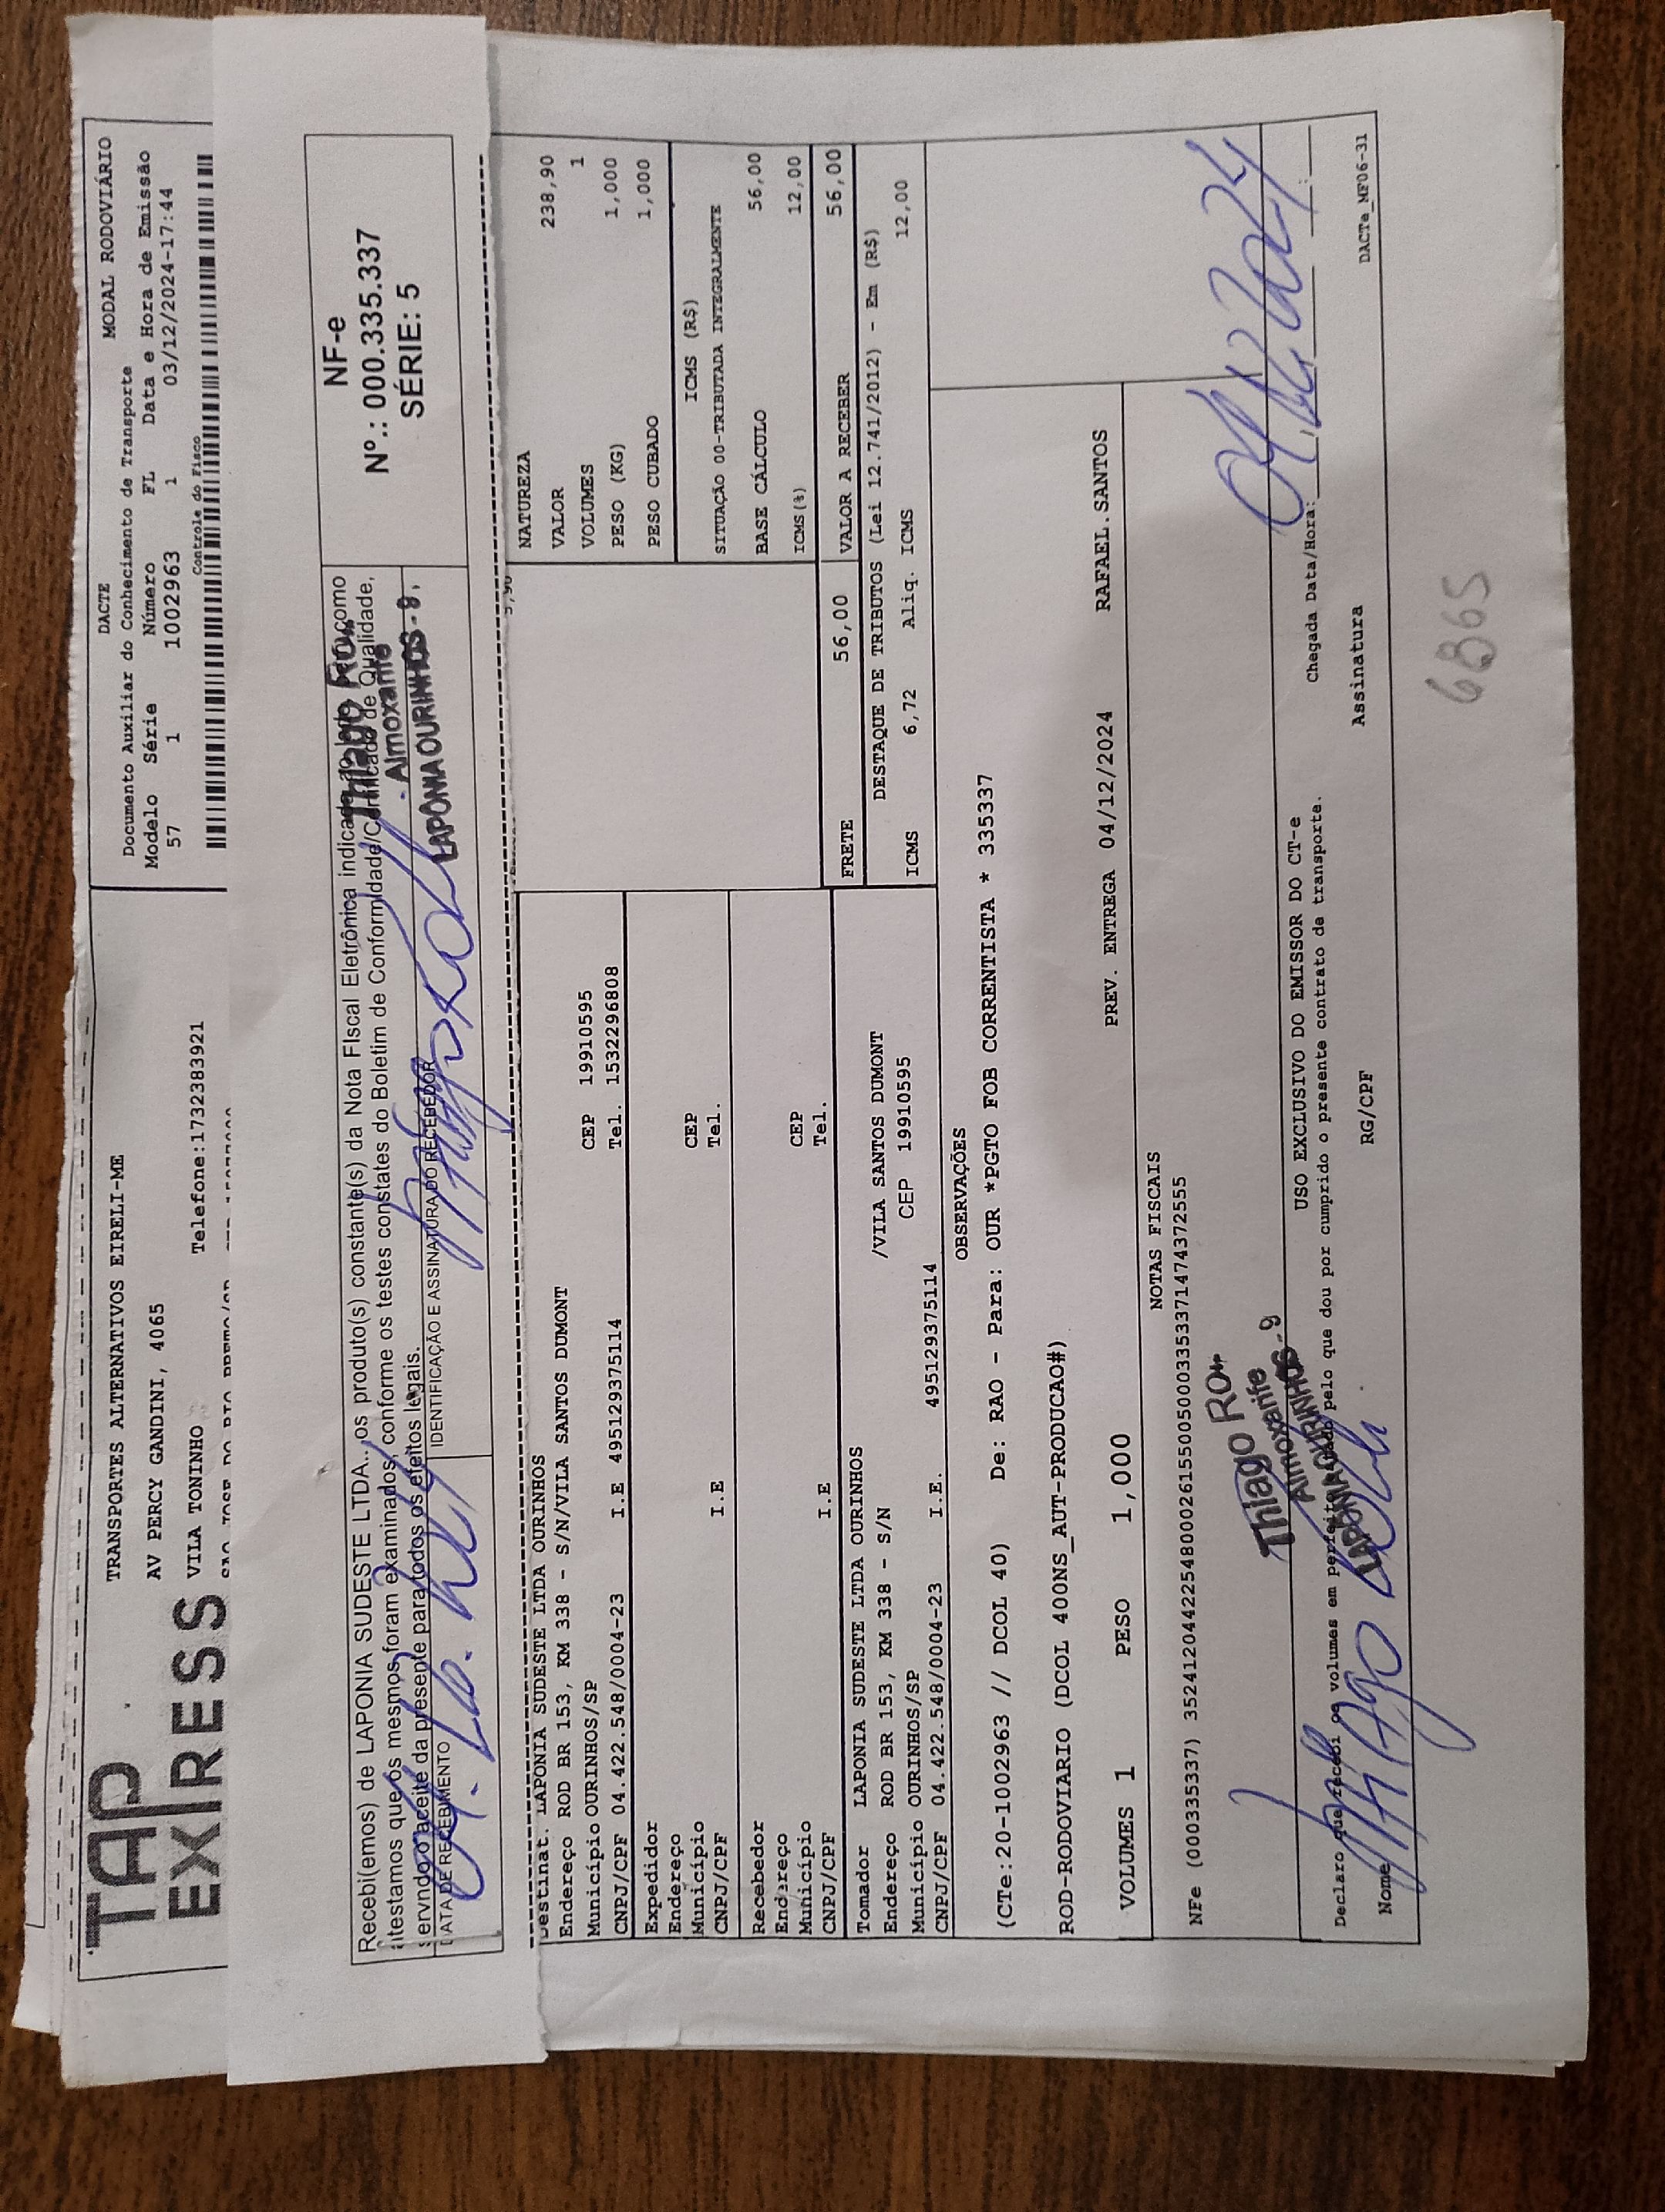 TAP
EXPRESS
TRANSPORTES ALTERNATIVOS EIRELI-ME
AV PERCY GANDINI, 4065
VILA TONINHO Telefone:1732383921
DACTE MODAL RODOVIÁRIO
Documento Auxiliar do Conhecimento de Transporte
Modelo Série Número FL Data e Hora de Emissão
57 1 1002963 1 03/12/2024-17:44
Controle do Fisco
Recebi(emos) de LAPONIA SUDESTE LTDA., os produto(s) constante(s) da Nota FIscal Eletrônica indicada ao lado, bem como
atestamos que os mesmos foram examinados, conforme os testes constates do Boletim de Conformidade/Certificado de Qualidade,
servindo o aceite da presente para todos os efeitos legais.
DATA DE RECEBIMENTO
IDENTIFICAÇÃO E ASSINATURA DO RECEBEDOR
Thiago
Almoxarife
LAPONIA OURINHOS-9
NF-e
Nº.: 000.335.337
SÉRIE: 5
Destinat. LAPONIA SUDESTE LTDA OURINHOS
Endereço ROD BR 153, KM 338 - S/N/VILA SANTOS DUMONT
Município OURINHOS/SP CEP 19910595
CNPJ/CPF 04.422.548/0004-23 I.E 495129375114 Tel. 1532296808
Expedidor
Endereço
Município CEP
CNPJ/CPF I.E Tel.
Recebedor
Endereço
Município CEP
CNPJ/CPF I.E Tel.
Tomador LAPONIA SUDESTE LTDA OURINHOS
Endereço ROD BR 153, KM 338 - S/N /VILA SANTOS DUMONT
Município OURINHOS/SP CEP 19910595
CNPJ/CPF 04.422.548/0004-23 I.E. 495129375114
NATUREZA
VALOR 238,90
VOLUMES 1
PESO (KG) 1,000
PESO CUBADO 1,000
ICMS (R$)
SITUAÇÃO 00-TRIBUTADA INTEGRALMENTE
BASE CÁLCULO 56,00
ICMS(%) 12,00
FRETE 56,00 VALOR A RECEBER 56,00
DESTAQUE DE TRIBUTOS (Lei 12.741/2012) - Em (R$)
ICMS 6,72 Aliq. ICMS 12,00
OBSERVAÇÕES
(CTe:20-1002963 // DCOL 40) De: RAO - Para: OUR *PGTO FOB CORRENTISTA * 335337
ROD-RODOVIARIO (DCOL 400NS_AUT-PRODUCAO#)
VOLUMES 1 PESO 1,000 PREV. ENTREGA 04/12/2024 RAFAEL.SANTOS
NOTAS FISCAIS
NFe (000335337) 35241204422548000261550050003353371474372555
Thiago
Almoxarife
LAPONIA OURINHOS-9
04/12/2024
USO EXCLUSIVO DO EMISSOR DO CT-e
Declaro que recebi os volumes em perfeito estado pelo que dou por cumprido o presente contrato de transporte. Chegada Data/Hora:
Nome Thiago RG/CPF Assinatura
DACTe_MF06-31
6865